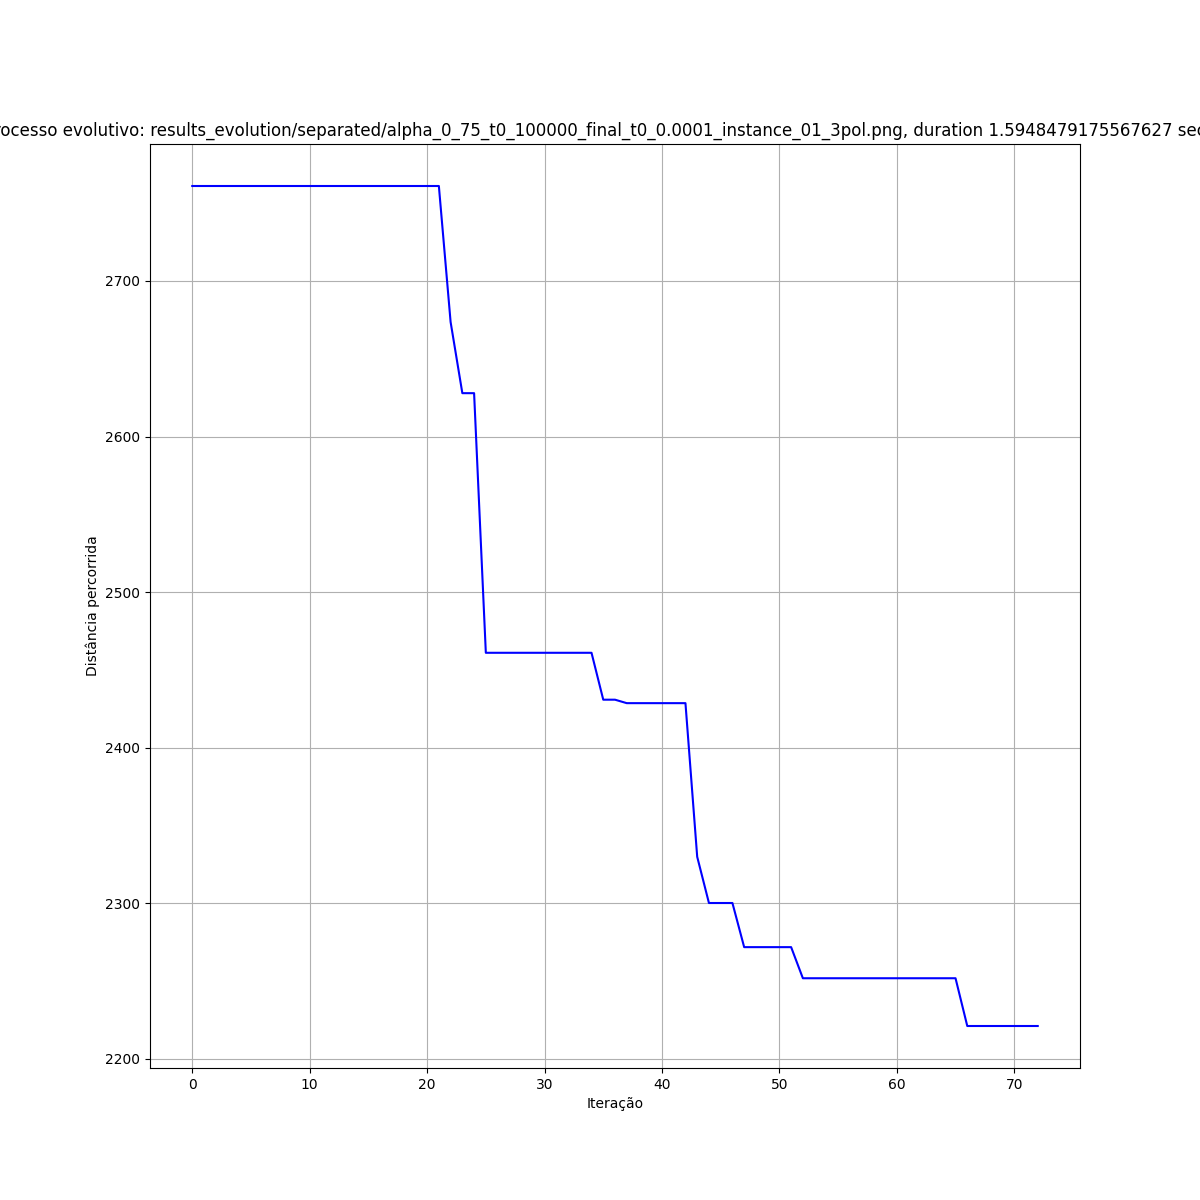 ocesso evolutivo: results_evolution/separated/alpha_0_75_t0_100000_final_t0_0.0001_instance_01_3pol.png, duration 1.5948479175567627 sec
Distância percorrida
2700
2600
2500
2400
2300
2200
0 10 20 30 40 50 60 70
Iteração